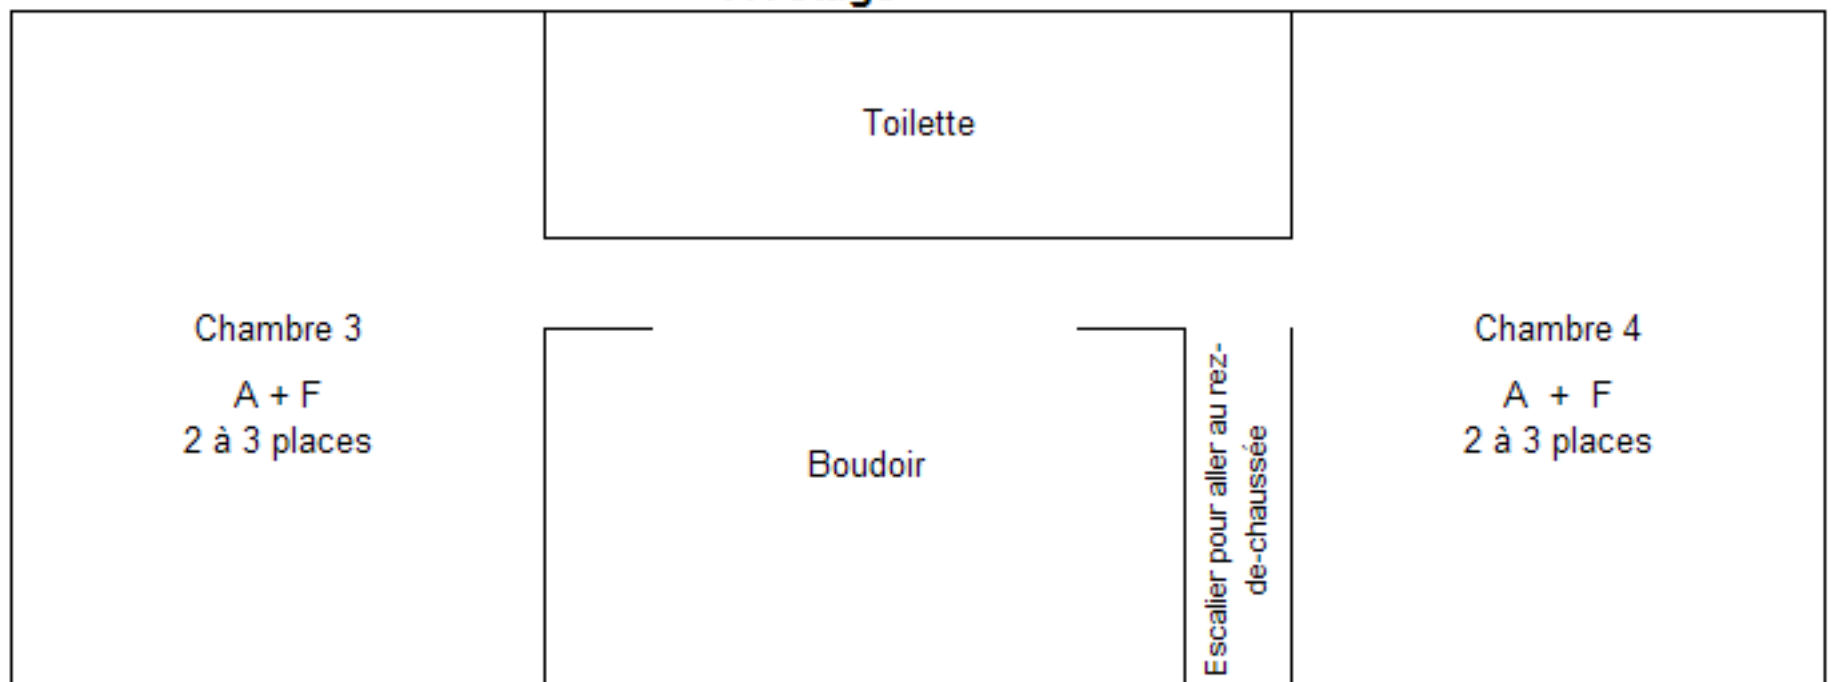 Toilette
Chambre 3
A + F
2 à 3 places
Boudoir
Escalier pour aller au rez-
de-chaussée
Chambre 4
A + F
2 à 3 places